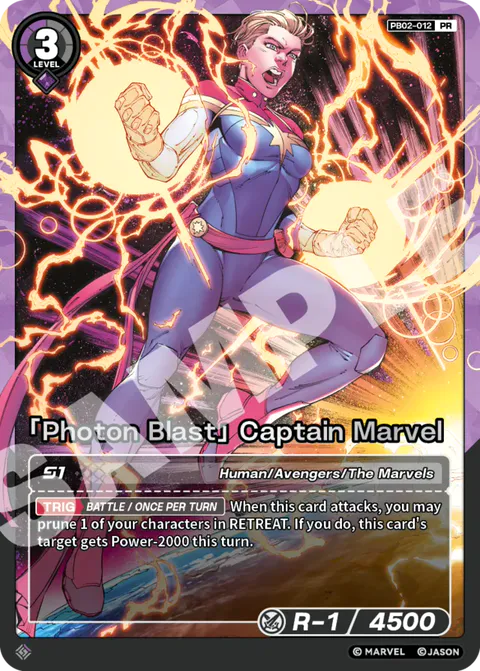 3
LEVEL
PB02-012 PR
SAMPLE
「Photon Blast」 Captain Marvel
S1
Human/Avengers/The Marvels
TRIG BATTLE / ONCE PER TURN When this card attacks, you may
prune 1 of your characters in RETREAT. If you do, this card's
target gets Power-2000 this turn.
R-1 / 4500
© MARVEL ©JASON